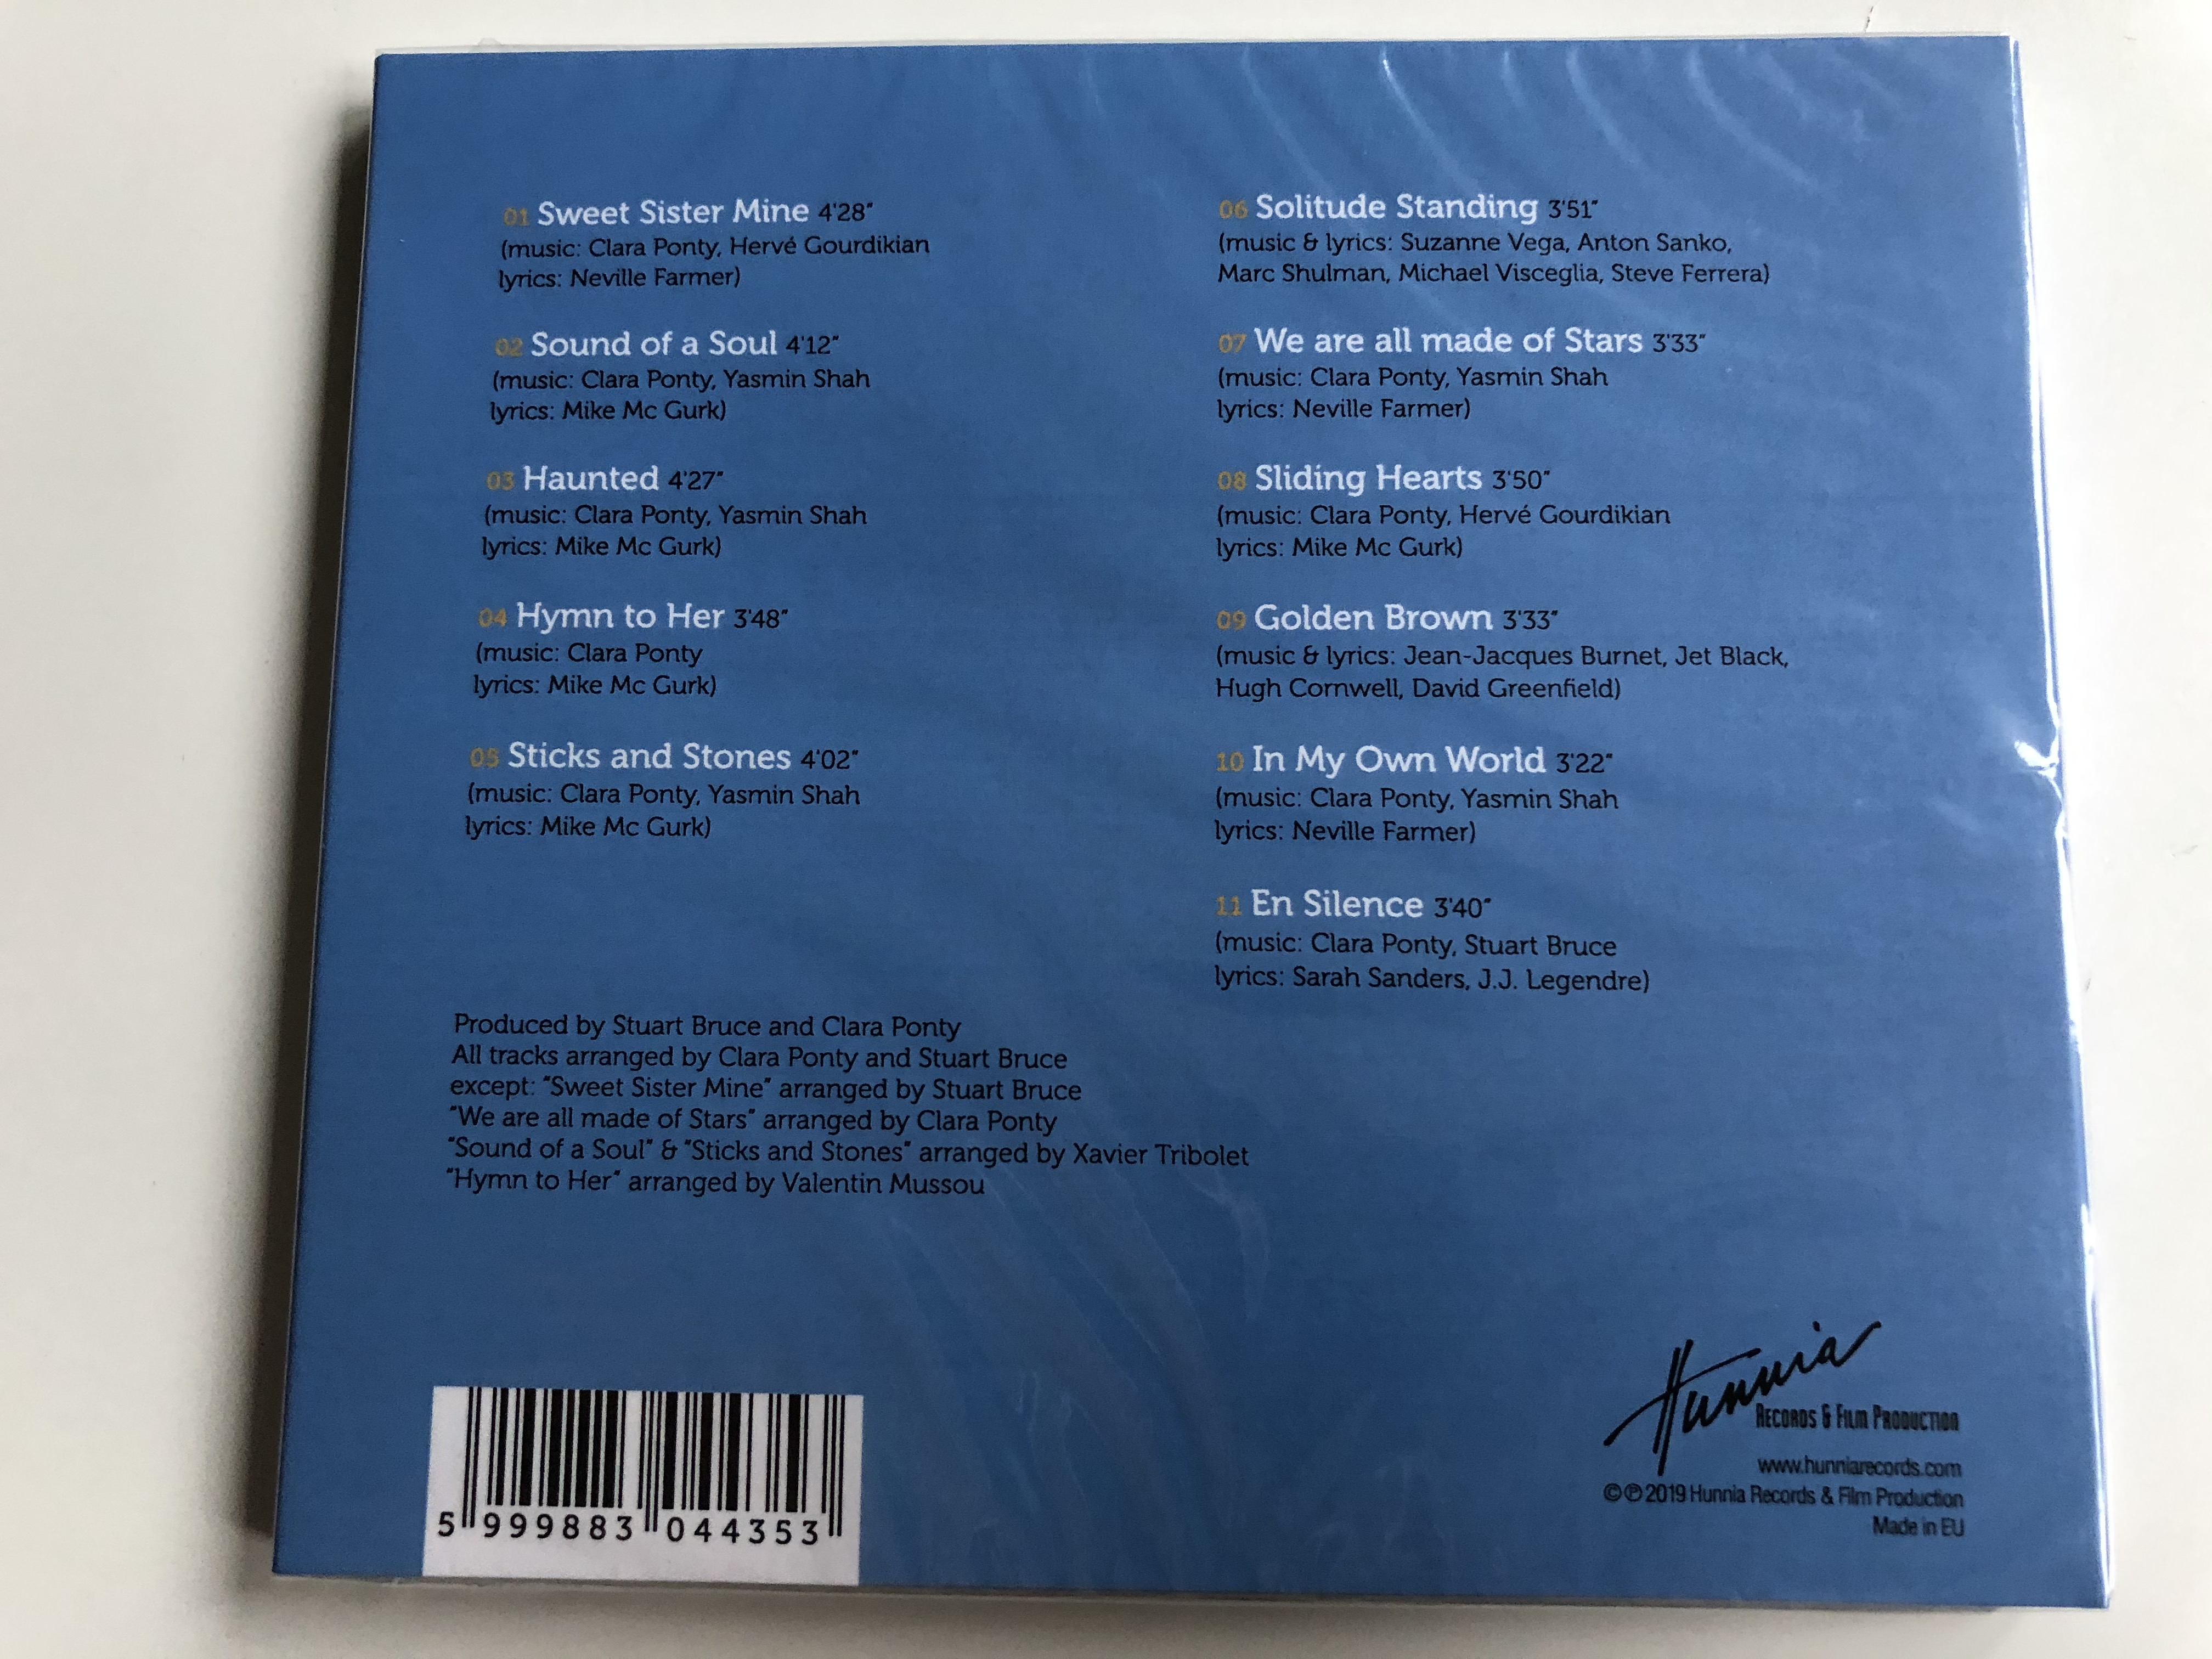 01 Sweet Sister Mine 4'28"
(music: Clara Ponty, Hervé Gourdikian
lyrics: Neville Farmer)
02 Sound of a Soul 4'12"
(music: Clara Ponty, Yasmin Shah
lyrics: Mike Mc Gurk)
03 Haunted 4'27"
(music: Clara Ponty, Yasmin Shah
lyrics: Mike Mc Gurk)
04 Hymn to Her 3'48"
(music: Clara Ponty
lyrics: Mike Mc Gurk)
05 Sticks and Stones 4'02"
(music: Clara Ponty, Yasmin Shah
lyrics: Mike Mc Gurk)
06 Solitude Standing 3'51"
(music & lyrics: Suzanne Vega, Anton Sanko,
Marc Shulman, Michael Visceglia, Steve Ferrera)
07 We are all made of Stars 3'33"
(music: Clara Ponty, Yasmin Shah
lyrics: Neville Farmer)
08 Sliding Hearts 3'50"
(music: Clara Ponty, Hervé Gourdikian
lyrics: Mike Mc Gurk)
09 Golden Brown 3'33"
(music & lyrics: Jean-Jacques Burnet, Jet Black,
Hugh Cornwell, David Greenfield)
10 In My Own World 3'22"
(music: Clara Ponty, Yasmin Shah
lyrics: Neville Farmer)
11 En Silence 3'40"
(music: Clara Ponty, Stuart Bruce
lyrics: Sarah Sanders, J.J. Legendre)
Produced by Stuart Bruce and Clara Ponty
All tracks arranged by Clara Ponty and Stuart Bruce
except: "Sweet Sister Mine" arranged by Stuart Bruce
"We are all made of Stars" arranged by Clara Ponty
"Sound of a Soul" & "Sticks and Stones" arranged by Xavier Tribolet
"Hymn to Her" arranged by Valentin Mussou
5 999883 044353
Hunnia
Records & Film Production
www.hunniarecords.com
©℗ 2019 Hunnia Records & Film Production
Made in EU